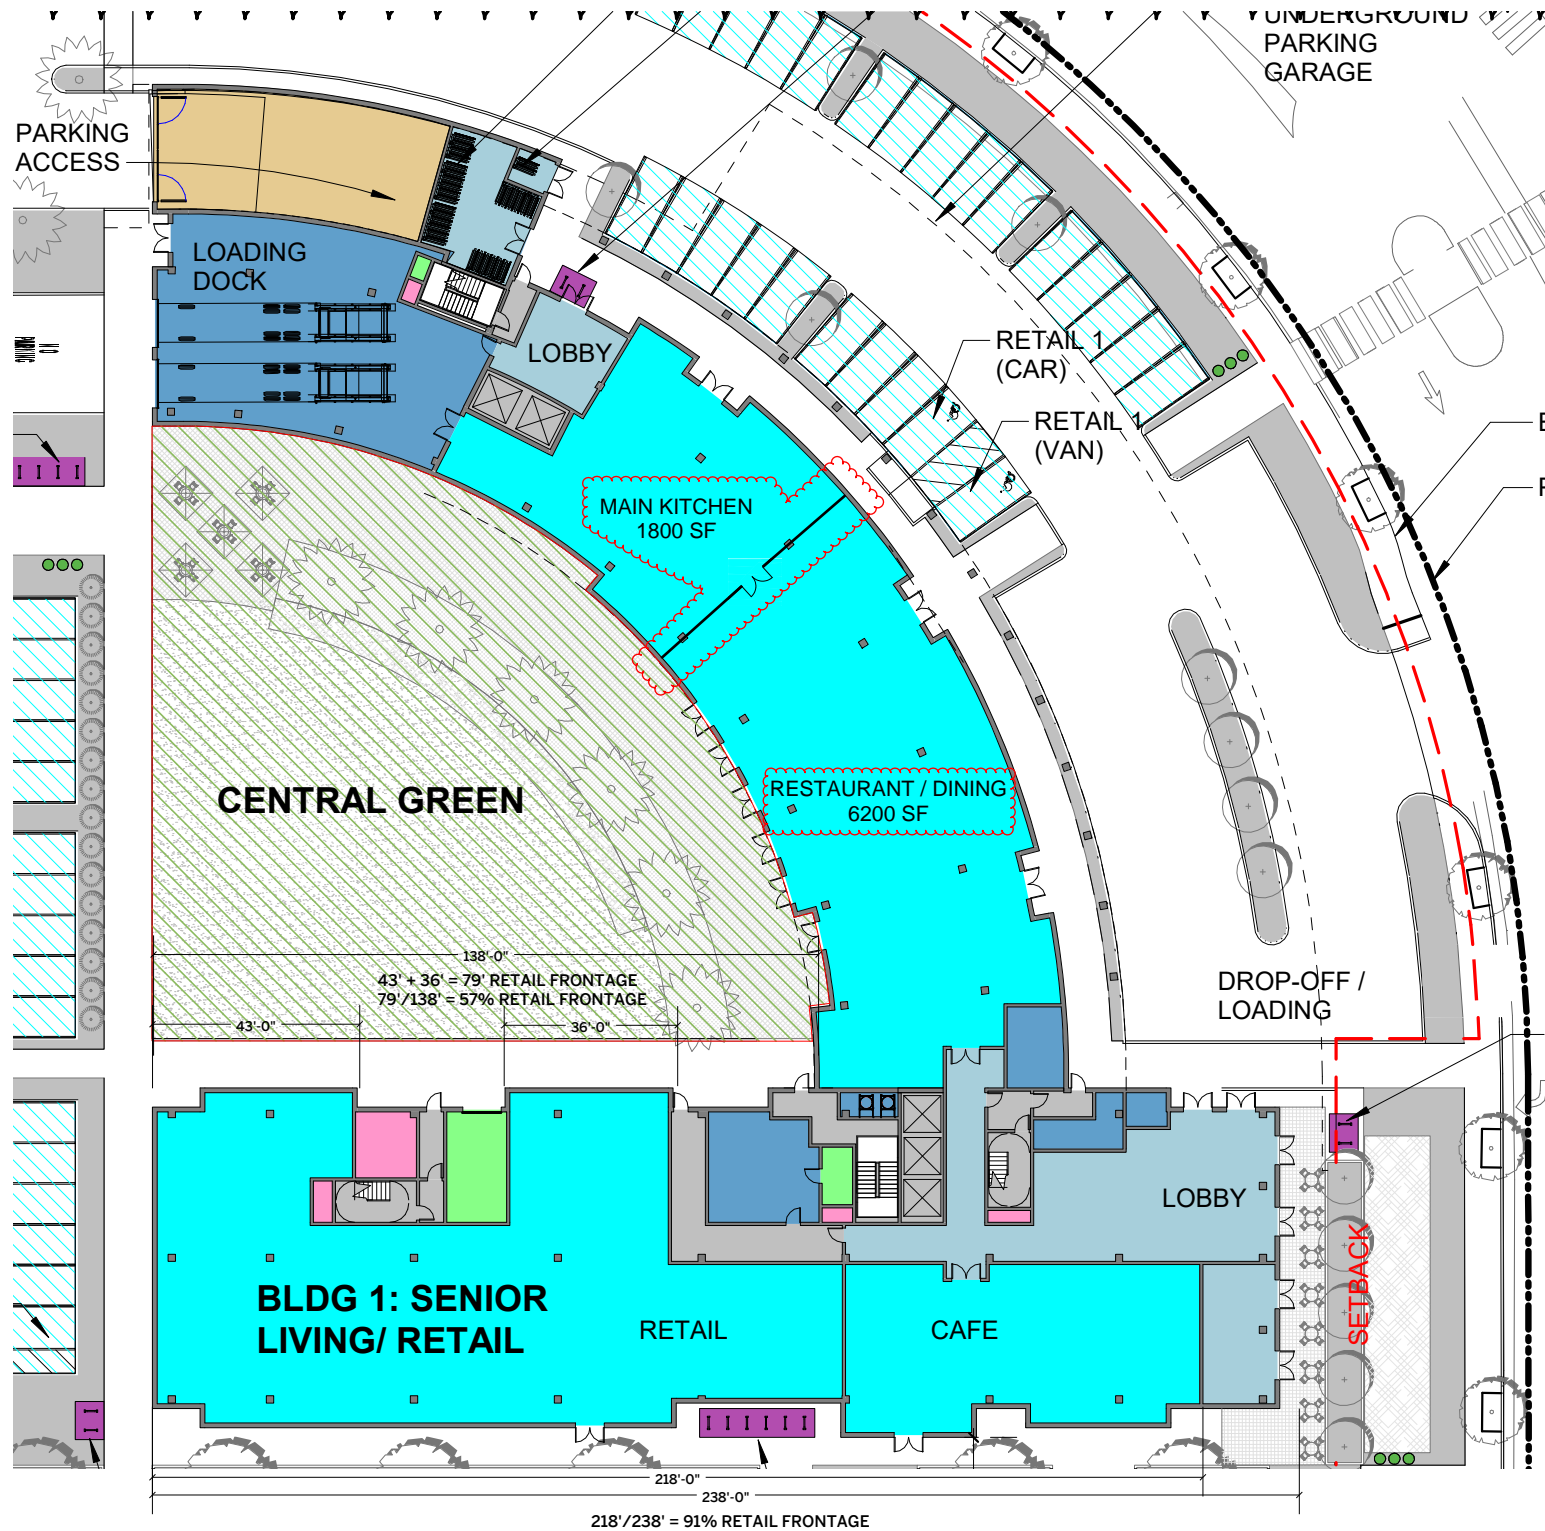 UNDERGROUND
PARKING
GARAGE
PARKING
ACCESS
LOADING
DOCK
LOBBY
RETAIL 1
(CAR)
RETAIL 1
(VAN)
NO
PARKING
MAIN KITCHEN
1800 SF
CENTRAL GREEN
RESTAURANT / DINING
6200 SF
138'-0"
43' + 36' = 79' RETAIL FRONTAGE
79'/138' = 57% RETAIL FRONTAGE
43'-0"
36'-0"
DROP-OFF /
LOADING
LOBBY
SETBACK
BLDG 1: SENIOR
LIVING/ RETAIL
RETAIL
CAFE
218'-0"
238'-0"
218'/238' = 91% RETAIL FRONTAGE